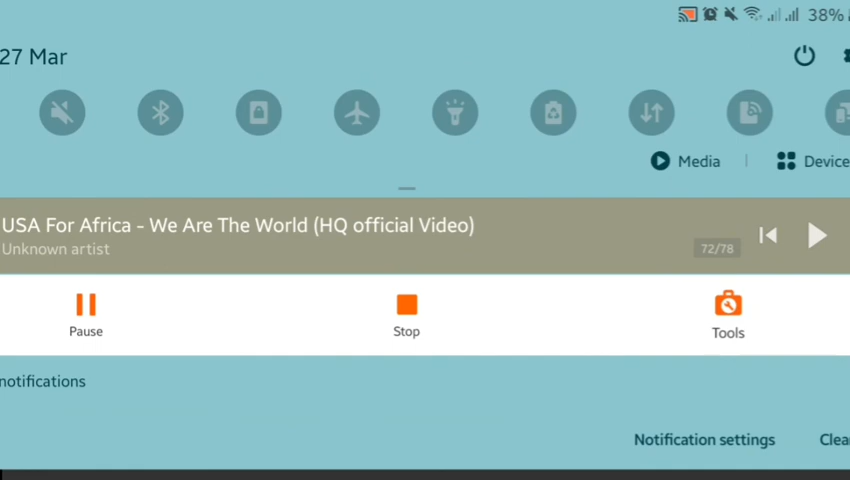 38%
27 Mar
Media
Device
USA For Africa - We Are The World (HQ official Video)
Unknown artist
72/78
Pause
Stop
Tools
notifications
Notification settings
Clea